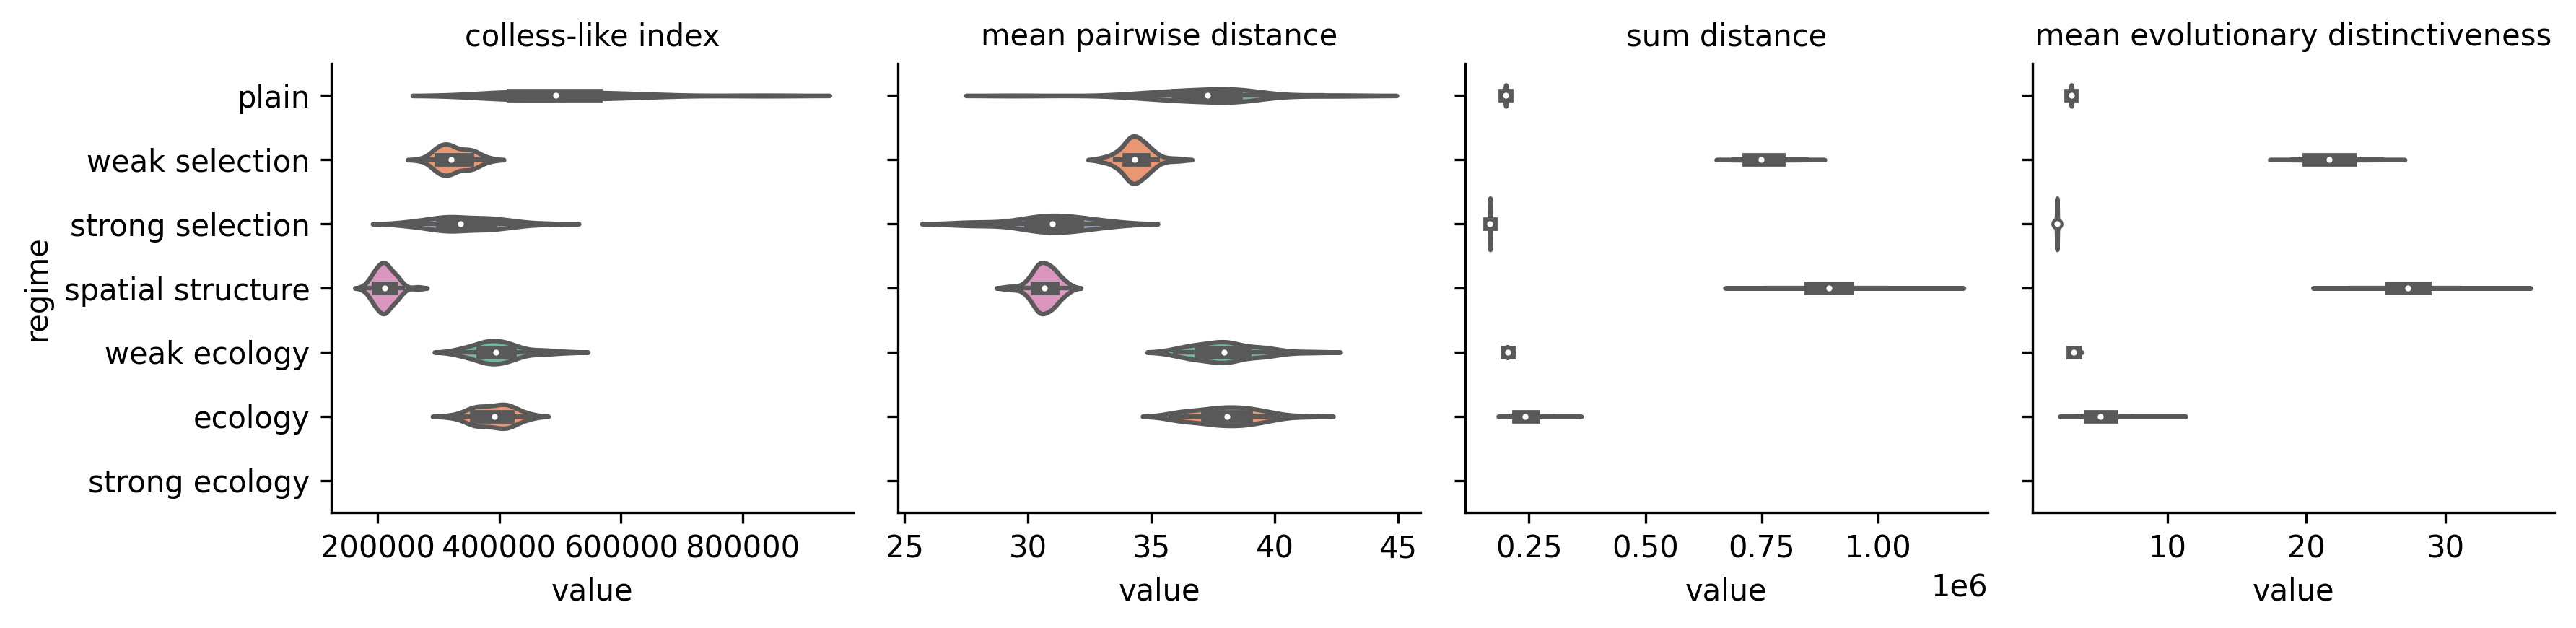 colless-like index
mean pairwise distance
sum distance
mean evolutionary distinctiveness
regime
plain
weak selection
strong selection
spatial structure
weak ecology
ecology
strong ecology
200000 400000 600000 800000
value
25 30 35 40 45
value
0.25 0.50 0.75 1.00
1e6
value
10 20 30
value